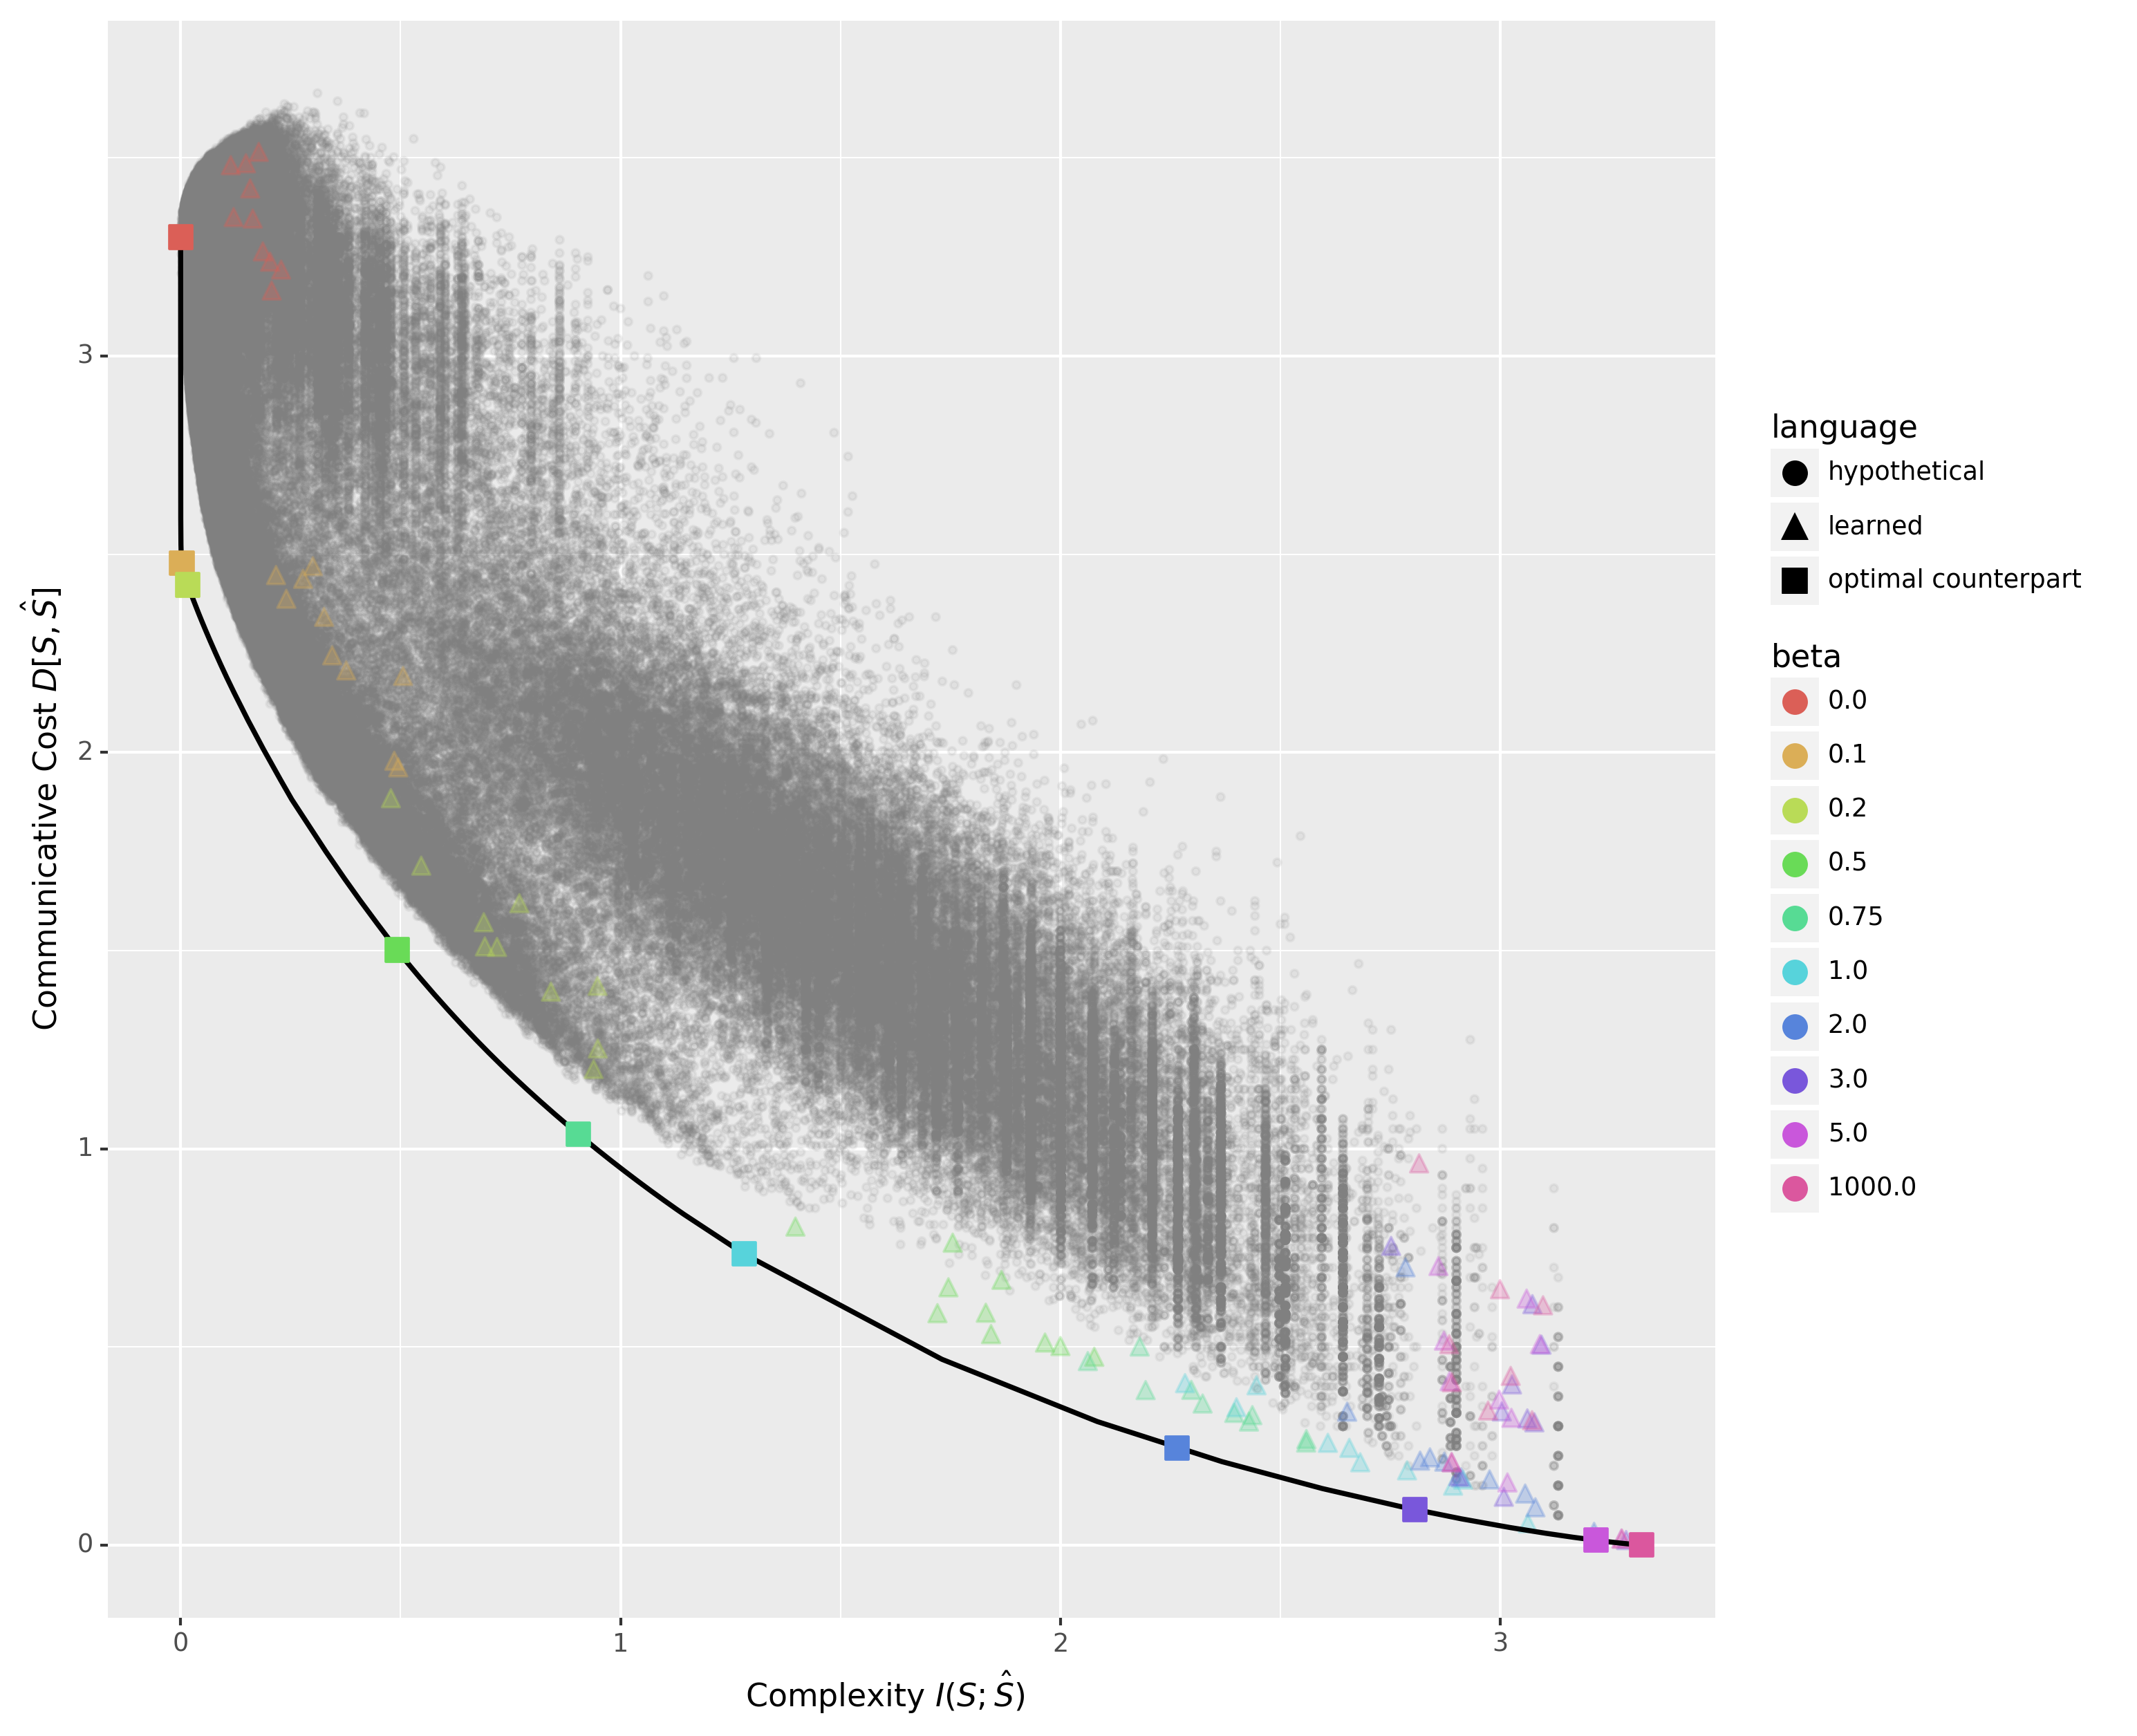 3
2
1
0
0
1
2
3
Communicative Cost D[S, Ŝ]
Complexity I(S; Ŝ)
language
hypothetical
learned
optimal counterpart
beta
0.0
0.1
0.2
0.5
0.75
1.0
2.0
3.0
5.0
1000.0